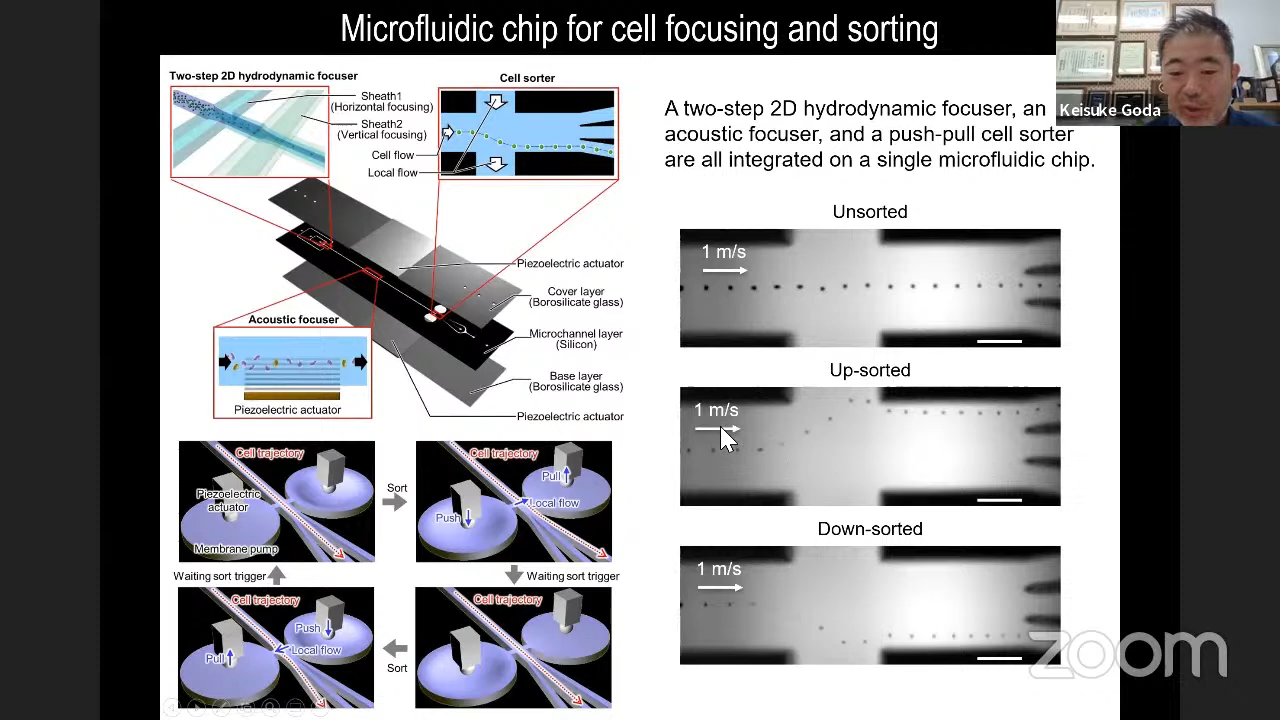 Microfluidic chip for cell focusing and sorting
Keisuke Goda
Two-step 2D hydrodynamic focuser
Sheath1
(Horizontal focusing)
Sheath2
(Vertical focusing)
Cell flow
Local flow
Cell sorter
A two-step 2D hydrodynamic focuser, an
acoustic focuser, and a push-pull cell sorter
are all integrated on a single microfluidic chip.
Piezoelectric actuator
Cover layer
(Borosilicate glass)
Microchannel layer
(Silicon)
Base layer
(Borosilicate glass)
Piezoelectric actuator
Acoustic focuser
Piezoelectric actuator
Cell trajectory
Piezoelectric
actuator
Membrane pump
Sort
Cell trajectory
Pull
Local flow
Push
Waiting sort trigger
Waiting sort trigger
Cell trajectory
Push
Local flow
Pull
Sort
Cell trajectory
Unsorted
1 m/s
Up-sorted
1 m/s
Down-sorted
1 m/s
zoom